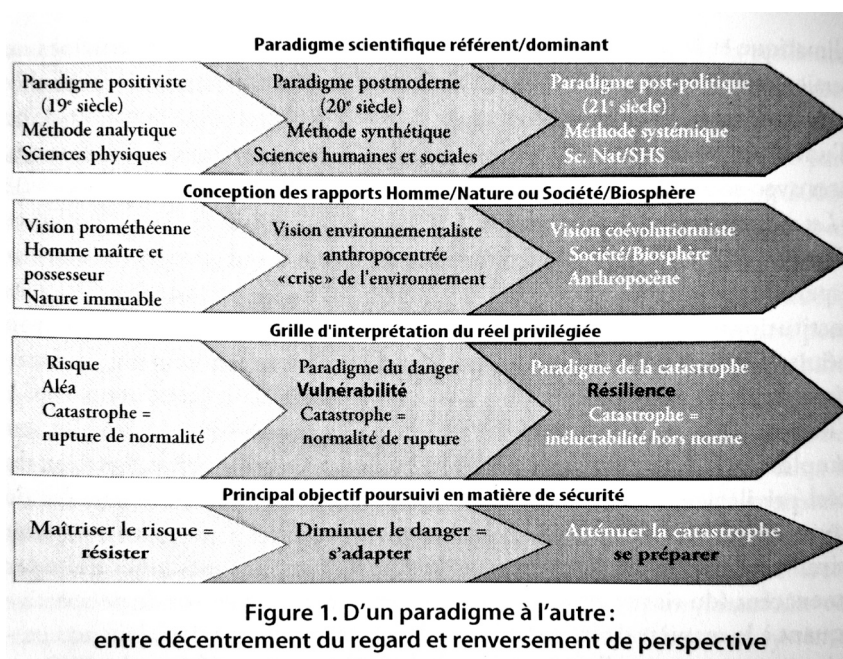 Paradigme scientifique référent/dominant
Paradigme positiviste
(19e siècle)
Méthode analytique
Sciences physiques
Paradigme postmoderne
(20e siècle)
Méthode synthétique
Sciences humaines et sociales
Paradigme post-politique
(21e siècle)
Méthode systémique
Sc. Nat/SHS
Conception des rapports Homme/Nature ou Société/Biosphère
Vision prométhéenne
Homme maître et
possesseur
Nature immuable
Vision environnementaliste
anthropocentrée
«crise» de l'environnement
Vision coévolutionniste
Société/Biosphère
Anthropocène
Grille d'interprétation du réel privilégiée
Risque
Aléa
Catastrophe =
rupture de normalité
Paradigme du danger
Vulnérabilité
Catastrophe =
normalité de rupture
Paradigme de la catastrophe
Résilience
Catastrophe =
inéluctabilité hors norme
Principal objectif poursuivi en matière de sécurité
Maîtriser le risque =
résister
Diminuer le danger =
s'adapter
Atténuer la catastrophe
se préparer
Figure 1. D'un paradigme à l'autre:
entre décentrement du regard et renversement de perspective